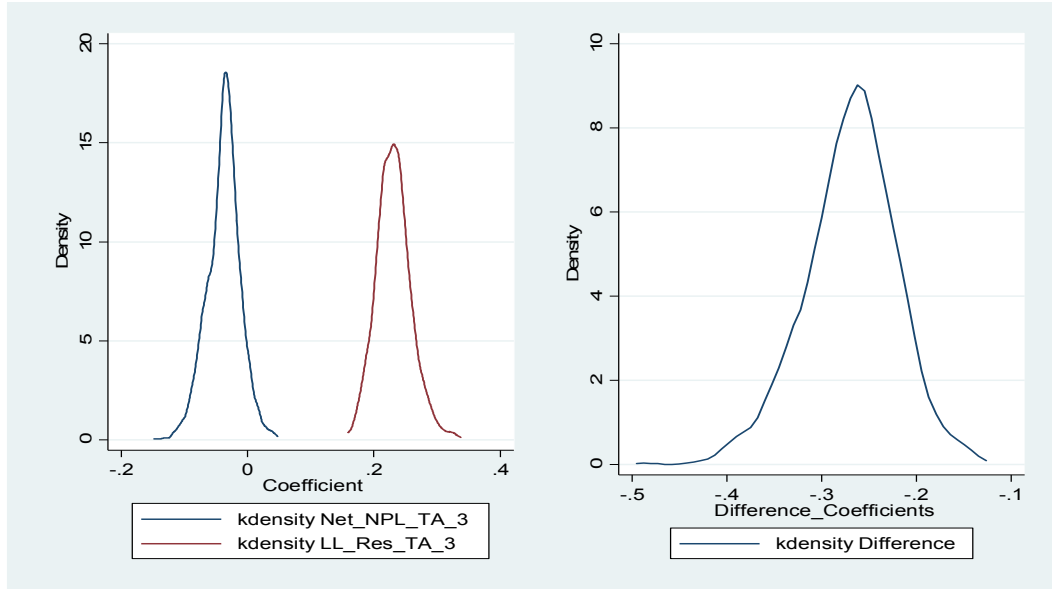 Density
20
15
10
5
0
-.2
0
.2
.4
Coefficient
kdensity Net_NPL_TA_3
kdensity LL_Res_TA_3
Density
10
8
6
4
2
0
-.5
-.4
-.3
-.2
-.1
Difference_Coefficients
kdensity Difference